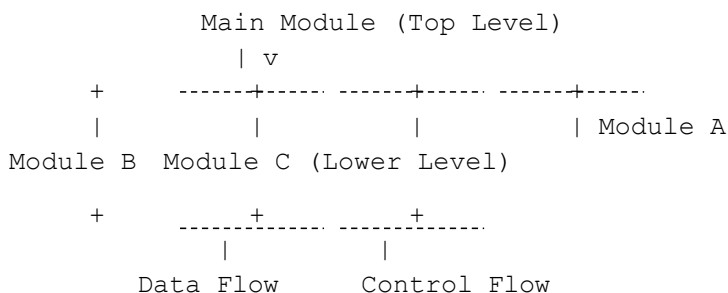 Main Module (Top Level)
| v
+ -------+------ ------+------ ------+------
| | | | Module A
Module B Module C (Lower Level)
+ -------+------ ------+------
| |
Data Flow Control Flow